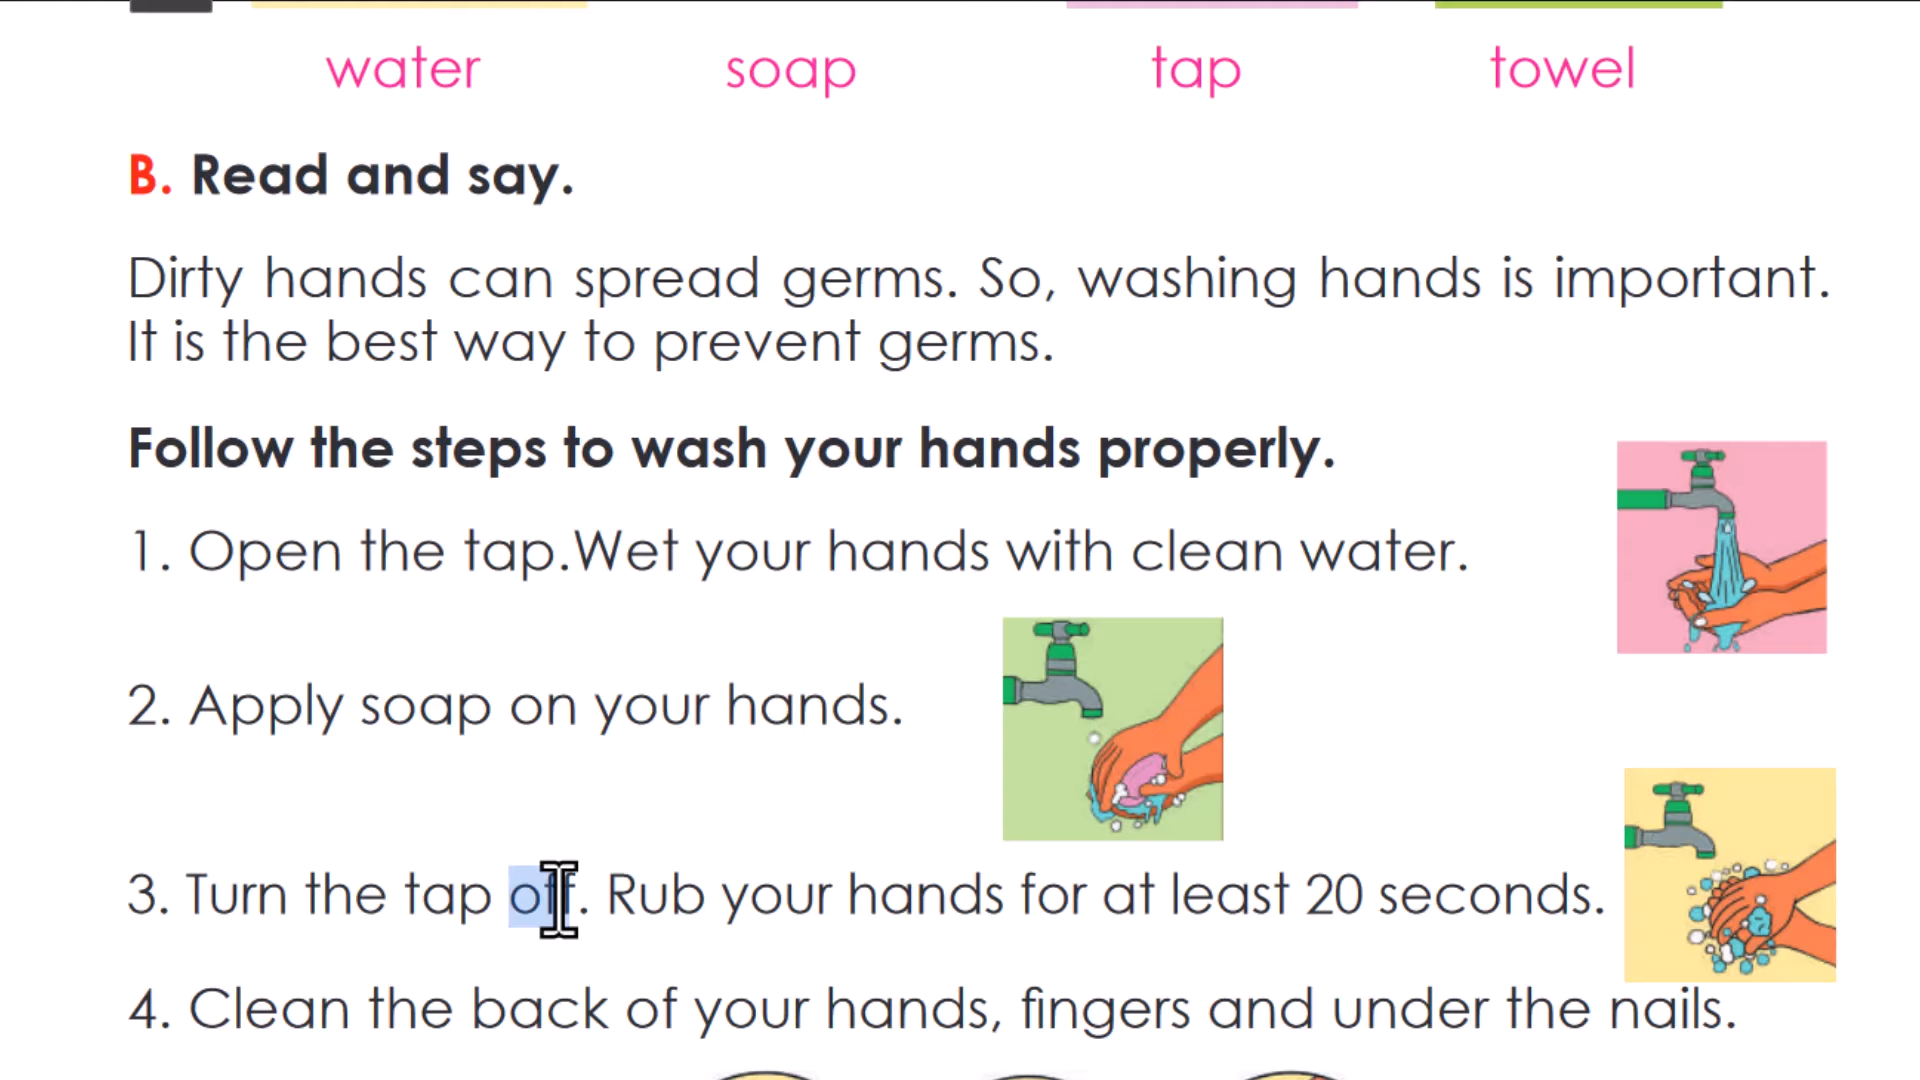 water soap tap towel
B. Read and say.
Dirty hands can spread germs. So, washing hands is important.
It is the best way to prevent germs.
Follow the steps to wash your hands properly.
1. Open the tap.Wet your hands with clean water.
2. Apply soap on your hands.
3. Turn the tap off. Rub your hands for at least 20 seconds.
4. Clean the back of your hands, fingers and under the nails.